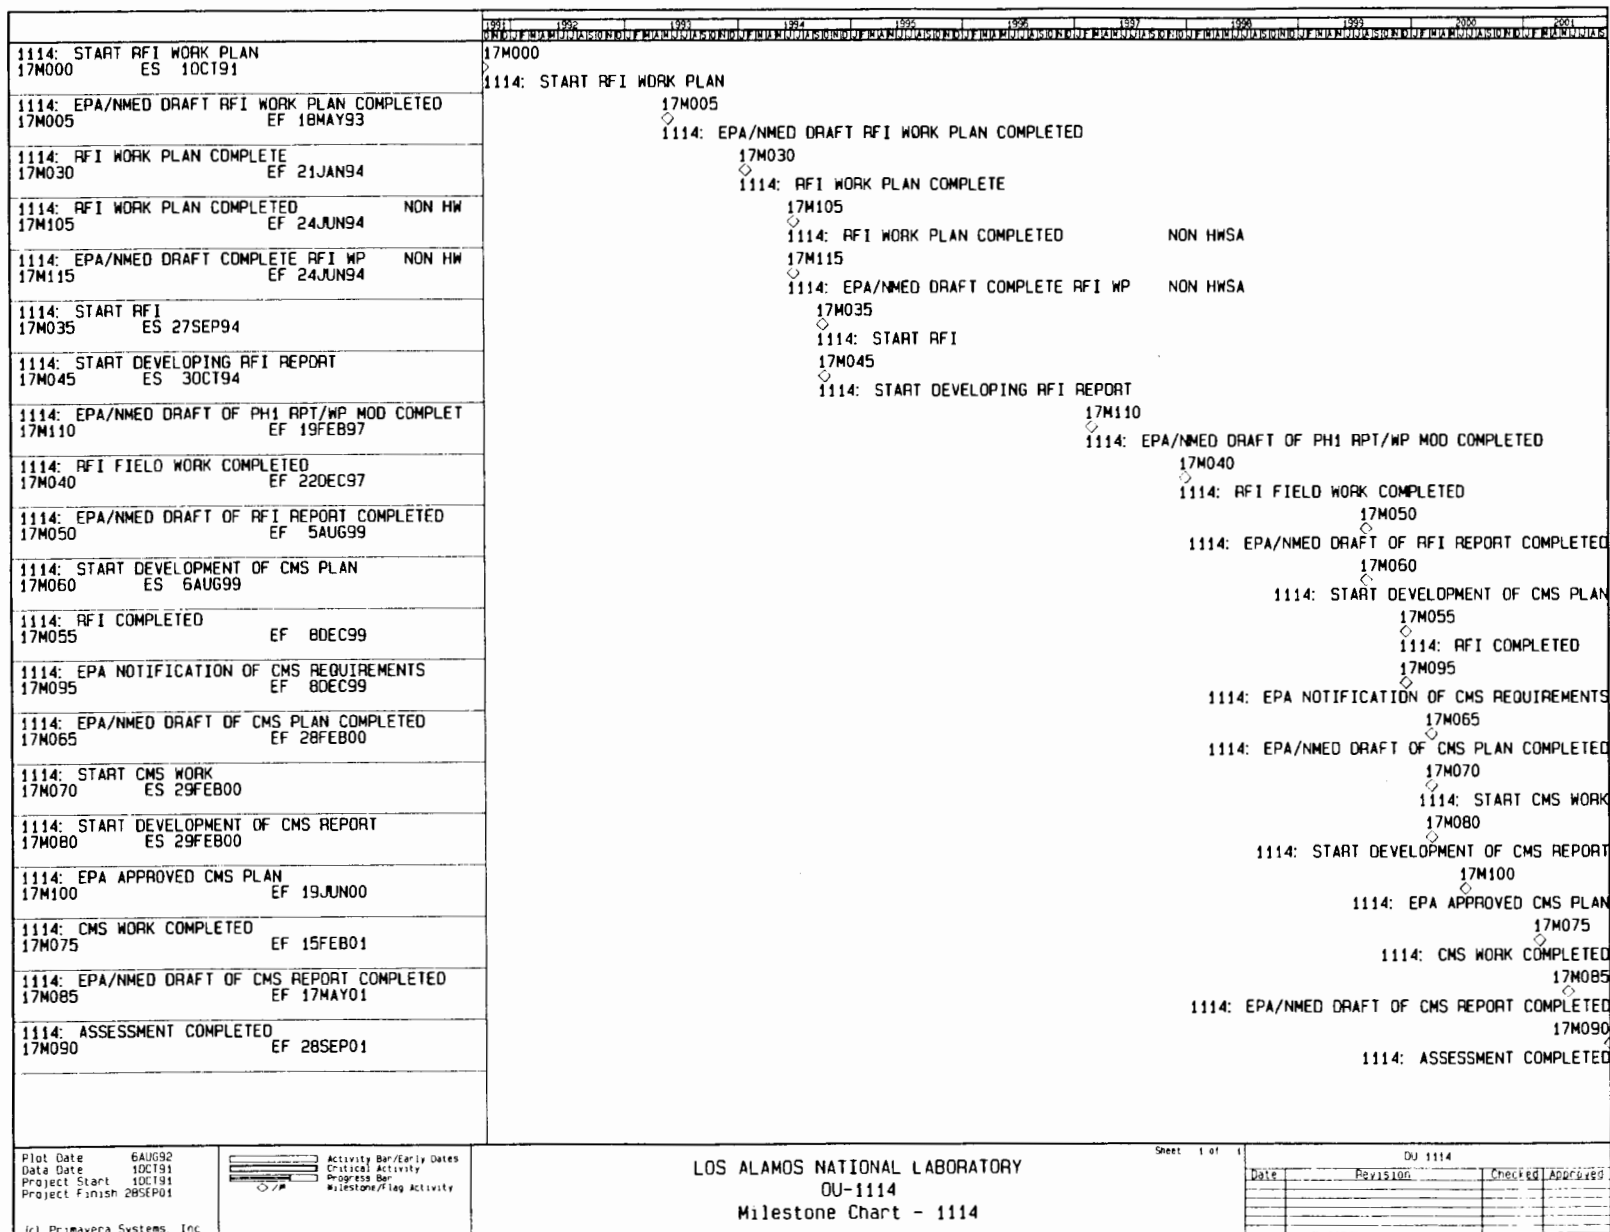 1991 1992 1993 1994 1995 1996 1997 1998 1999 2000 2001
1114: START RFI WORK PLAN
17M000 ES 1OCT91
17M000
1114: START RFI WORK PLAN
1114: EPA/NMED DRAFT RFI WORK PLAN COMPLETED
17M005 EF 18MAY93
17M005
1114: EPA/NMED DRAFT RFI WORK PLAN COMPLETED
1114: RFI WORK PLAN COMPLETE
17M030 EF 21JAN94
17M030
1114: RFI WORK PLAN COMPLETE
1114: RFI WORK PLAN COMPLETED NON HW
17M105 EF 24JUN94
17M105
1114: RFI WORK PLAN COMPLETED NON HWSA
1114: EPA/NMED DRAFT COMPLETE RFI WP NON HW
17M115 EF 24JUN94
17M115
1114: EPA/NMED DRAFT COMPLETE RFI WP NON HWSA
1114: START RFI
17M035 ES 27SEP94
17M035
1114: START RFI
1114: START DEVELOPING RFI REPORT
17M045 ES 3OCT94
17M045
1114: START DEVELOPING RFI REPORT
1114: EPA/NMED DRAFT OF PH1 RPT/WP MOD COMPLET
17M110 EF 19FEB97
17M110
1114: EPA/NMED DRAFT OF PH1 RPT/WP MOD COMPLETED
1114: RFI FIELD WORK COMPLETED
17M040 EF 22DEC97
17M040
1114: RFI FIELD WORK COMPLETED
1114: EPA/NMED DRAFT OF RFI REPORT COMPLETED
17M050 EF 5AUG99
17M050
1114: EPA/NMED DRAFT OF RFI REPORT COMPLETED
1114: START DEVELOPMENT OF CMS PLAN
17M060 ES 6AUG99
17M060
1114: START DEVELOPMENT OF CMS PLAN
1114: RFI COMPLETED
17M055 EF 8DEC99
17M055
1114: RFI COMPLETED
1114: EPA NOTIFICATION OF CMS REQUIREMENTS
17M095 EF 8DEC99
17M095
1114: EPA NOTIFICATION OF CMS REQUIREMENTS
1114: EPA/NMED DRAFT OF CMS PLAN COMPLETED
17M065 EF 28FEB00
17M065
1114: EPA/NMED DRAFT OF CMS PLAN COMPLETED
1114: START CMS WORK
17M070 ES 29FEB00
17M070
1114: START CMS WORK
1114: START DEVELOPMENT OF CMS REPORT
17M080 ES 29FEB00
17M080
1114: START DEVELOPMENT OF CMS REPORT
1114: EPA APPROVED CMS PLAN
17M100 EF 19JUN00
17M100
1114: EPA APPROVED CMS PLAN
1114: CMS WORK COMPLETED
17M075 EF 15FEB01
17M075
1114: CMS WORK COMPLETED
1114: EPA/NMED DRAFT OF CMS REPORT COMPLETED
17M085 EF 17MAY01
17M085
1114: EPA/NMED DRAFT OF CMS REPORT COMPLETED
1114: ASSESSMENT COMPLETED
17M090 EF 28SEP01
17M090
1114: ASSESSMENT COMPLETED
Plot Date 6AUG92
Data Date 1OCT91
Project Start 1OCT91
Project Finish 28SEP01
(c) Primavera Systems, Inc
Activity Bar/Early Dates
Critical Activity
Progress Bar
Milestone/Flag Activity
LOS ALAMOS NATIONAL LABORATORY
OU-1114
Milestone Chart - 1114
Sheet 1 of 1
OU 1114
Date Revision Checked Approved